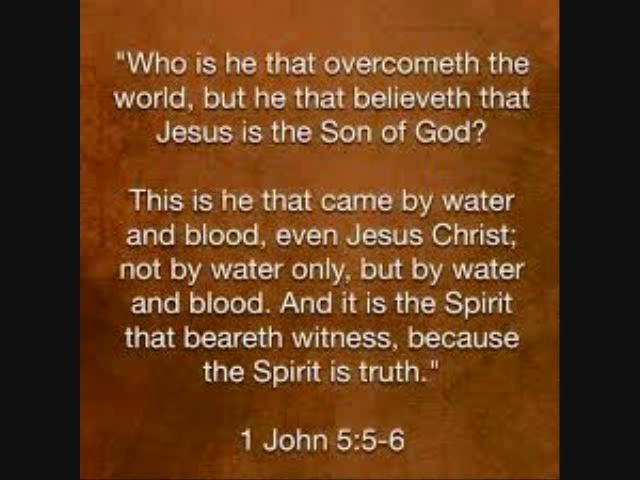 "Who is he that overcometh the
world, but he that believeth that
Jesus is the Son of God?
This is he that came by water
and blood, even Jesus Christ;
not by water only, but by water
and blood. And it is the Spirit
that beareth witness, because
the Spirit is truth."
1 John 5:5-6